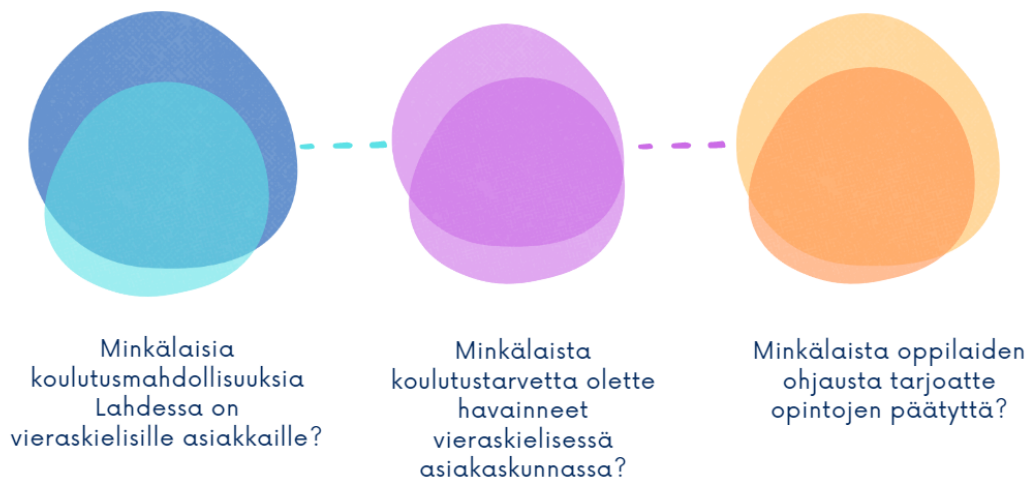 Minkälaisia
koulutusmahdollisuuksia
Lahdessa on
vieraskielisille asiakkaille?
Minkälaista
koulutustarvetta olette
havainneet
vieraskielisessä
asiakaskunnassa?
Minkälaista oppilaiden
ohjausta tarjoatte
opintojen päätyttä?